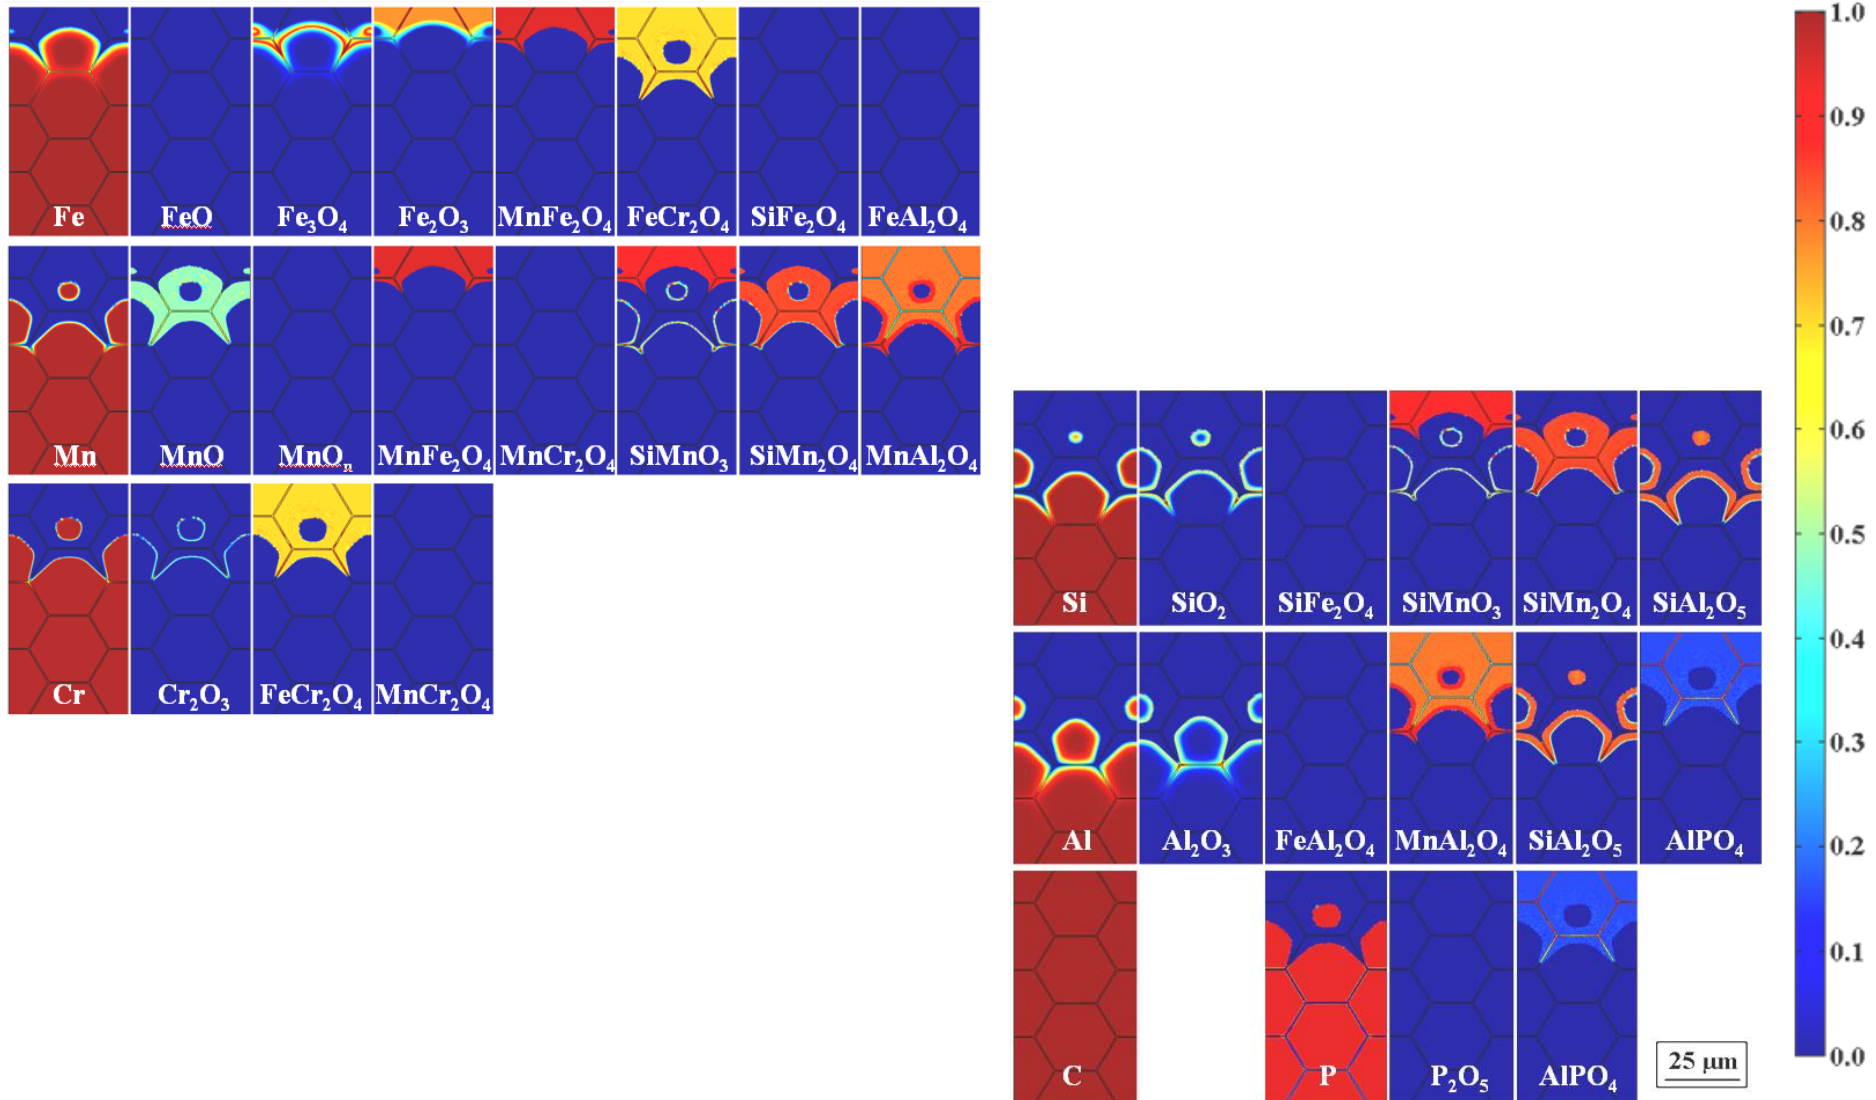 Fe FeO Fe₃O₄ Fe₂O₃ MnFe₂O₄ FeCr₂O₄ SiFe₂O₄ FeAl₂O₄
Mn MnO MnOₙ MnFe₂O₄ MnCr₂O₄ SiMnO₃ SiMn₂O₄ MnAl₂O₄
Cr Cr₂O₃ FeCr₂O₄ MnCr₂O₄
Si SiO₂ SiFe₂O₄ SiMnO₃ SiMn₂O₄ SiAl₂O₅
Al Al₂O₃ FeAl₂O₄ MnAl₂O₄ SiAl₂O₅ AlPO₄
C P P₂O₅ AlPO₄
25 μm
1.0
0.9
0.8
0.7
0.6
0.5
0.4
0.3
0.2
0.1
0.0